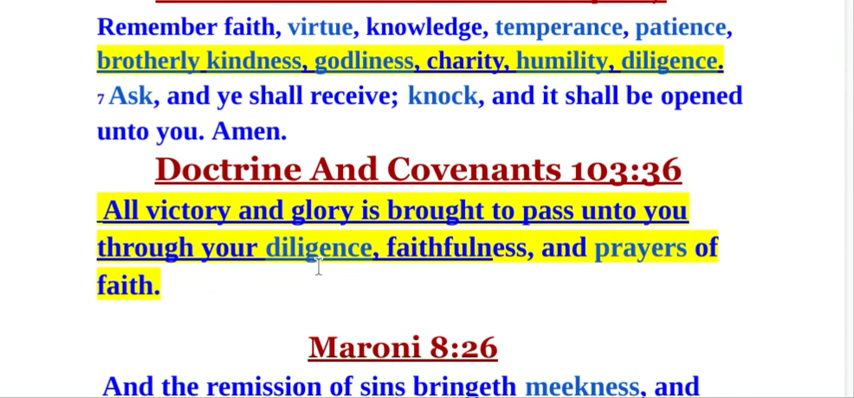 Remember faith, virtue, knowledge, temperance, patience,
brotherly kindness, godliness, charity, humility, diligence.
7 Ask, and ye shall receive; knock, and it shall be opened
unto you. Amen.
Doctrine And Covenants 103:36
All victory and glory is brought to pass unto you
through your diligence, faithfulness, and prayers of
faith.
Maroni 8:26
And the remission of sins bringeth meekness, and